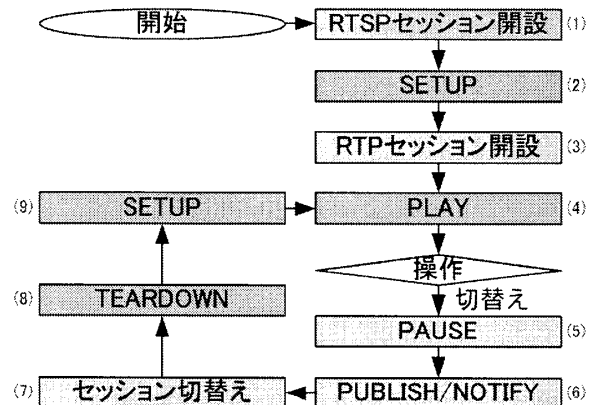 開始
RTSPセッション開設 (1)
SETUP (2)
RTPセッション開設 (3)
(9) SETUP
PLAY (4)
操作
切替え
(8) TEARDOWN
PAUSE (5)
(7) セッション切替え
PUBLISH/NOTIFY (6)